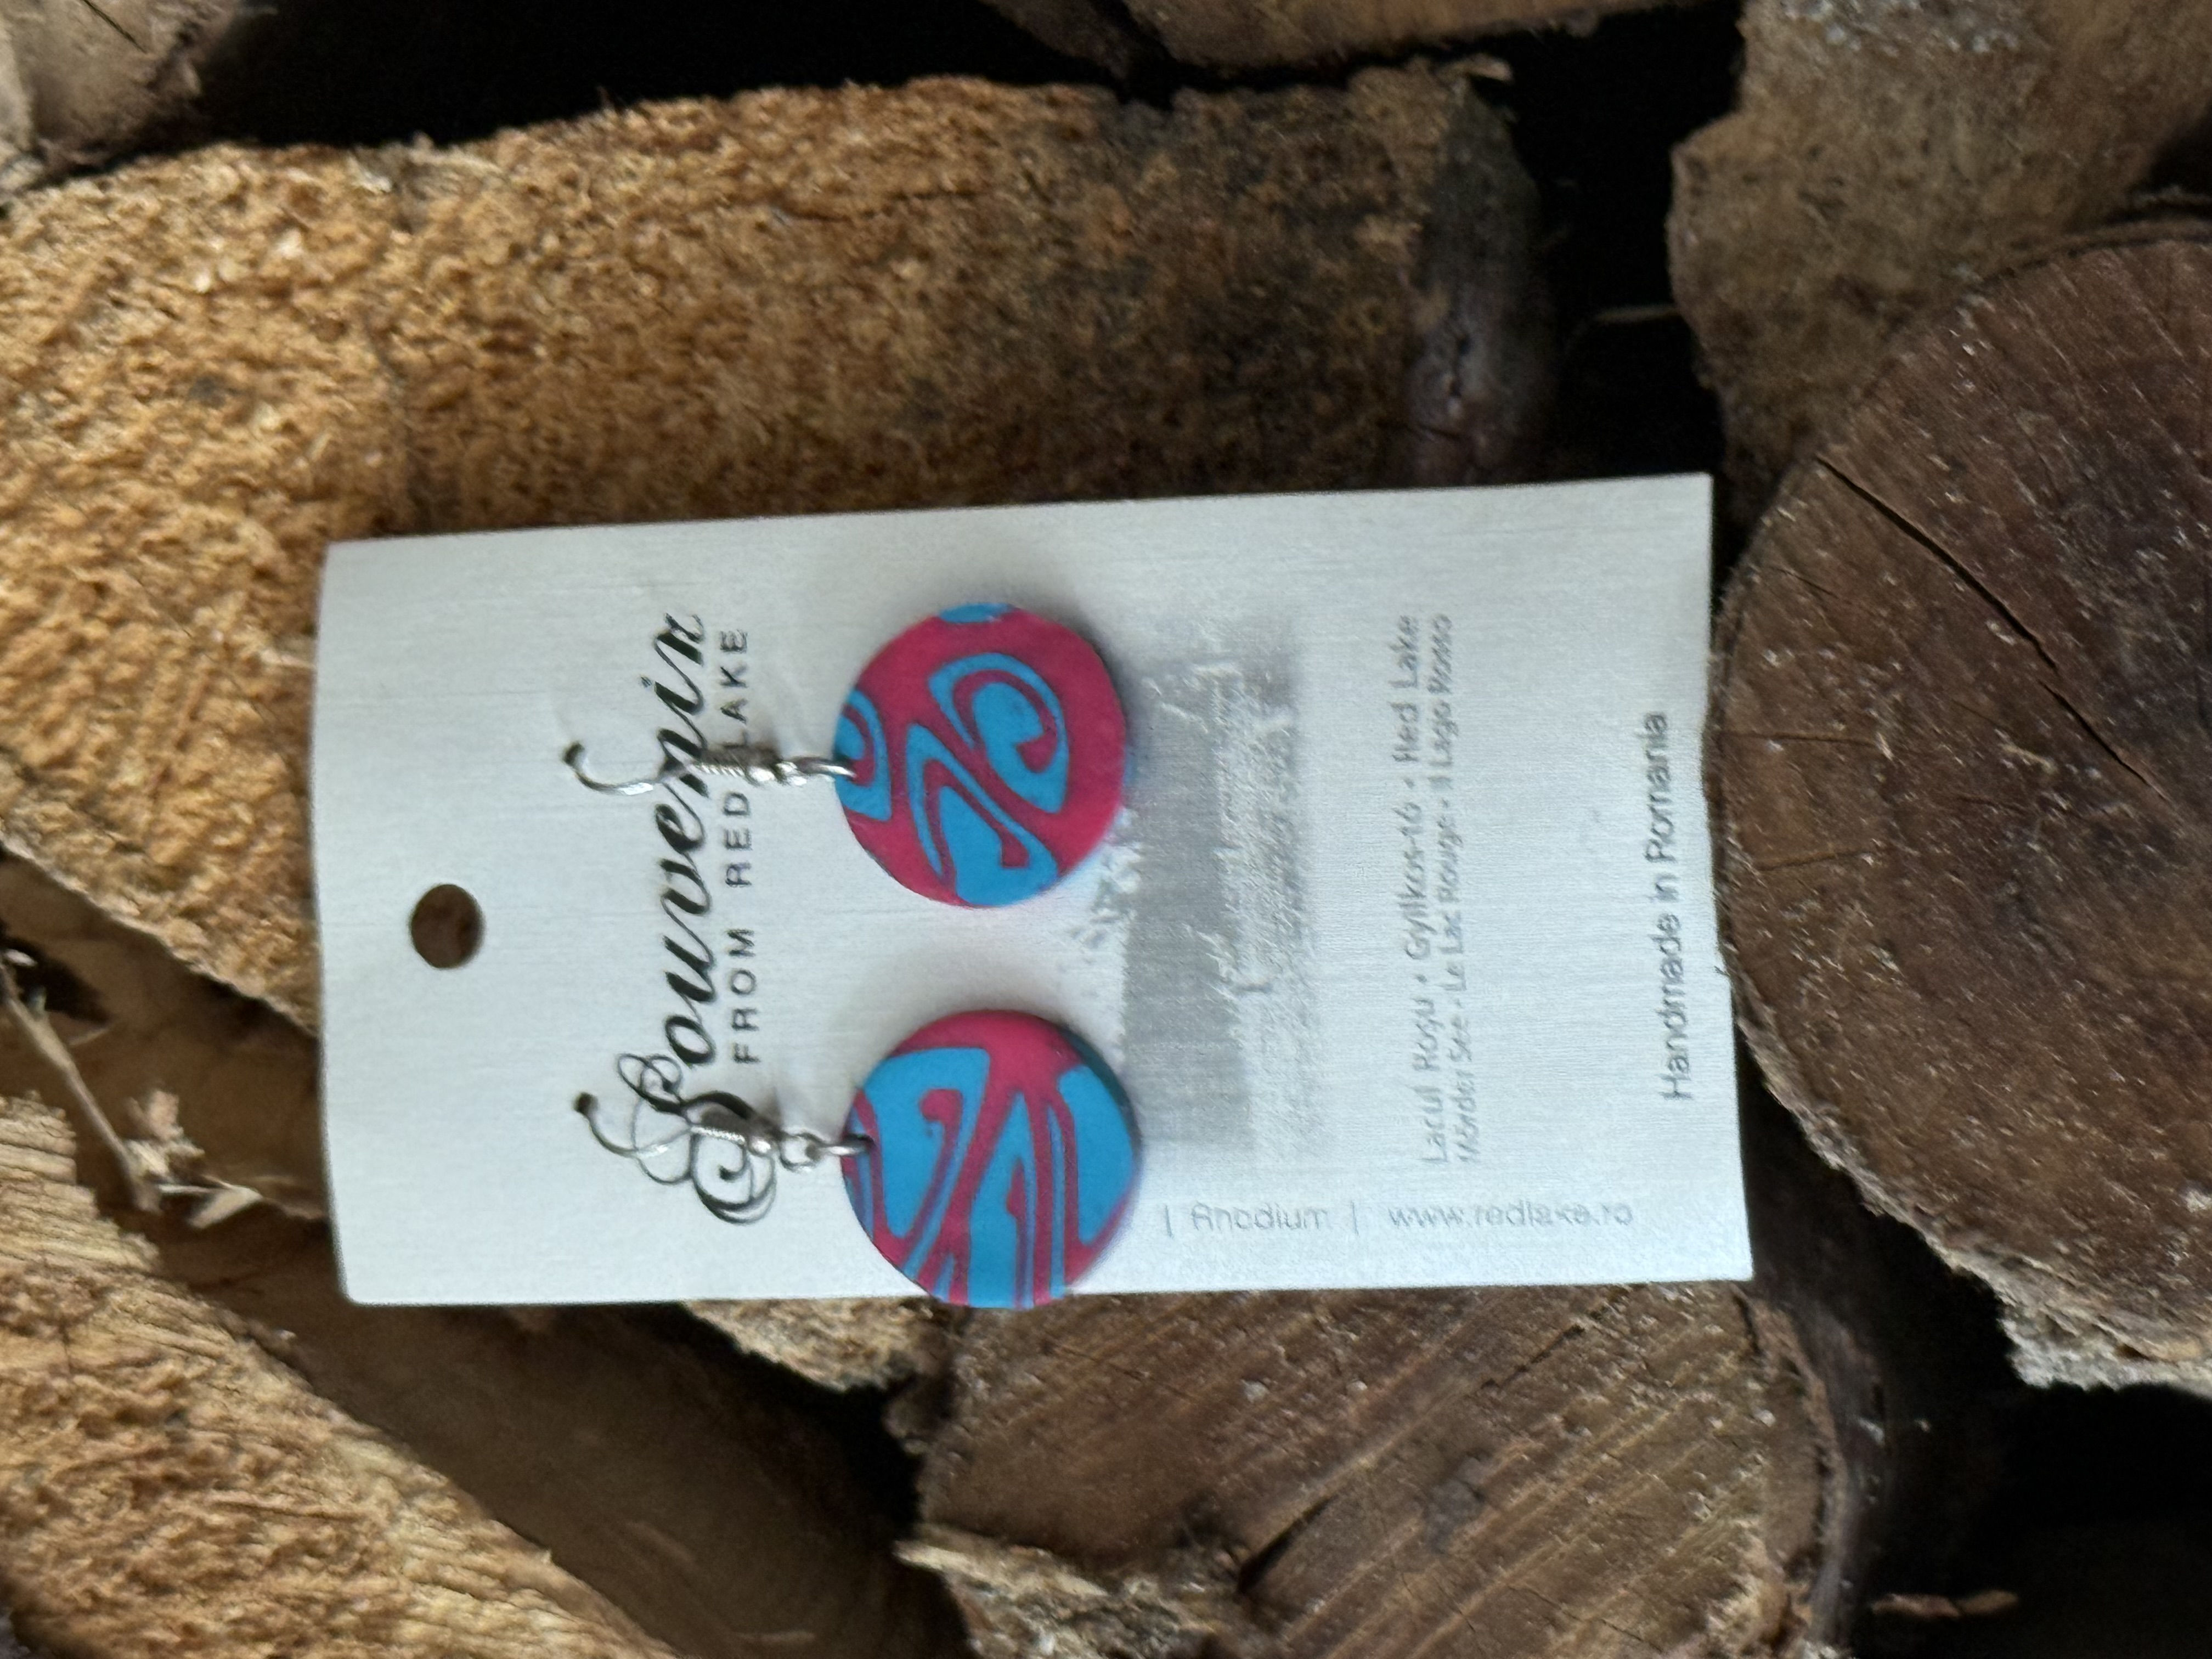 Souvenir
FROM RED LAKE
Lacul Roşu • Gyilkos-tó • Red Lake
Mörder See - Le Lac Rouge - Il Lago Rosso
Handmade in Romania
| Anodium | www.redlake.ro